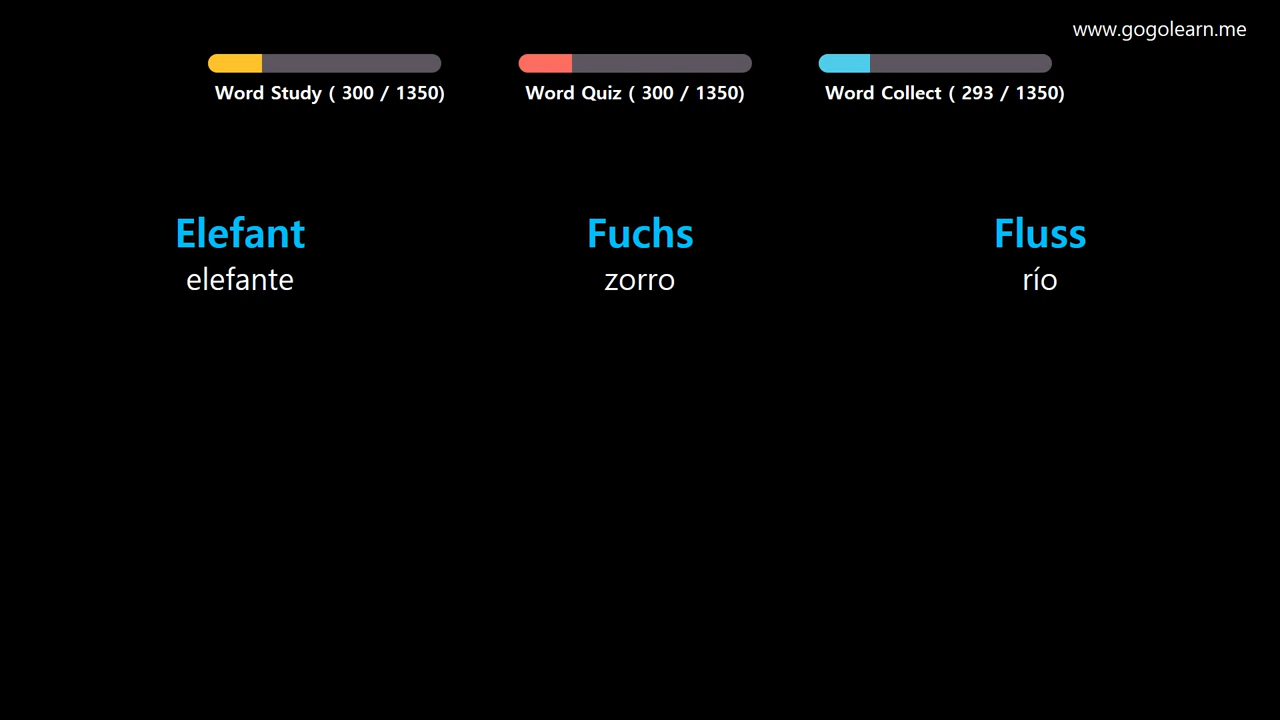 www.gogolearn.me
Word Study ( 300 / 1350)
Word Quiz ( 300 / 1350)
Word Collect ( 293 / 1350)
Elefant
elefante
Fuchs
zorro
Fluss
río